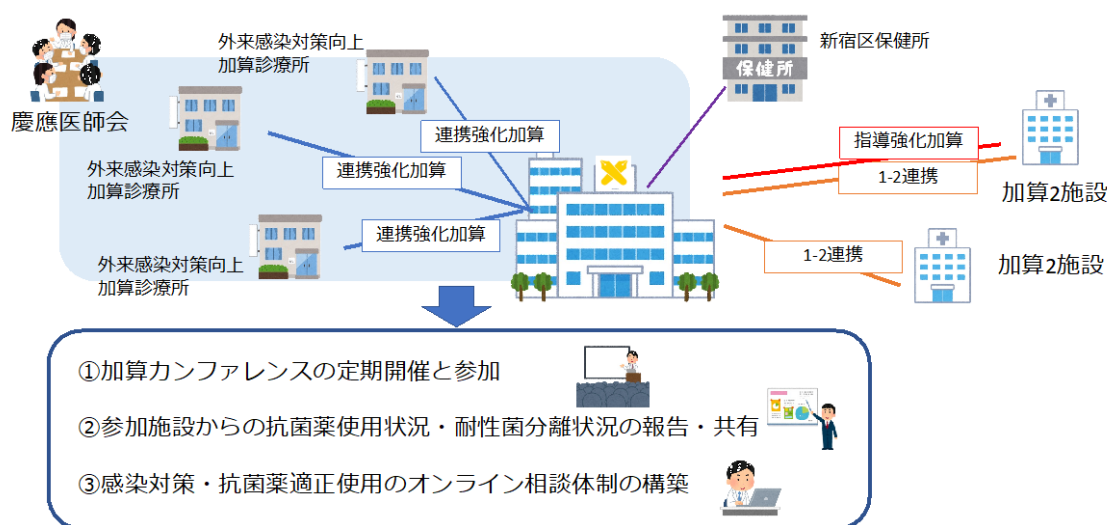 外来感染対策向上
加算診療所
新宿区保健所
保健所
外来感染対策向上
加算診療所
慶應医師会
連携強化加算
指導強化加算
外来感染対策向上
加算診療所
連携強化加算
1-2連携
加算2施設
連携強化加算
1-2連携
加算2施設
①加算カンファレンスの定期開催と参加
②参加施設からの抗菌薬使用状況・耐性菌分離状況の報告・共有
③感染対策・抗菌薬適正使用のオンライン相談体制の構築